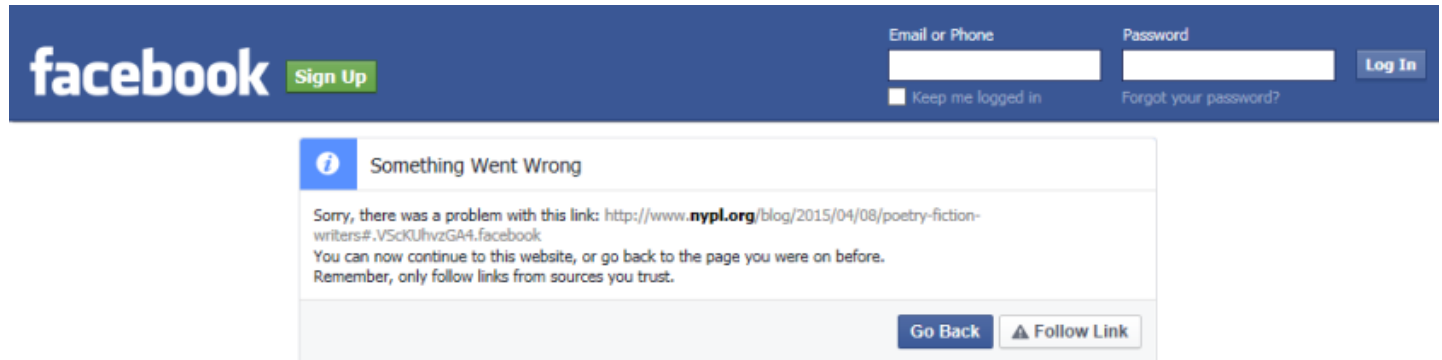 facebook
Sign Up
Email or Phone
Password
Log In
Keep me logged in
Forgot your password?
Something Went Wrong
Sorry, there was a problem with this link: http://www.nypl.org/blog/2015/04/08/poetry-fiction-
writers#.VScKUhvzGA4.facebook
You can now continue to this website, or go back to the page you were on before.
Remember, only follow links from sources you trust.
Go Back
Follow Link